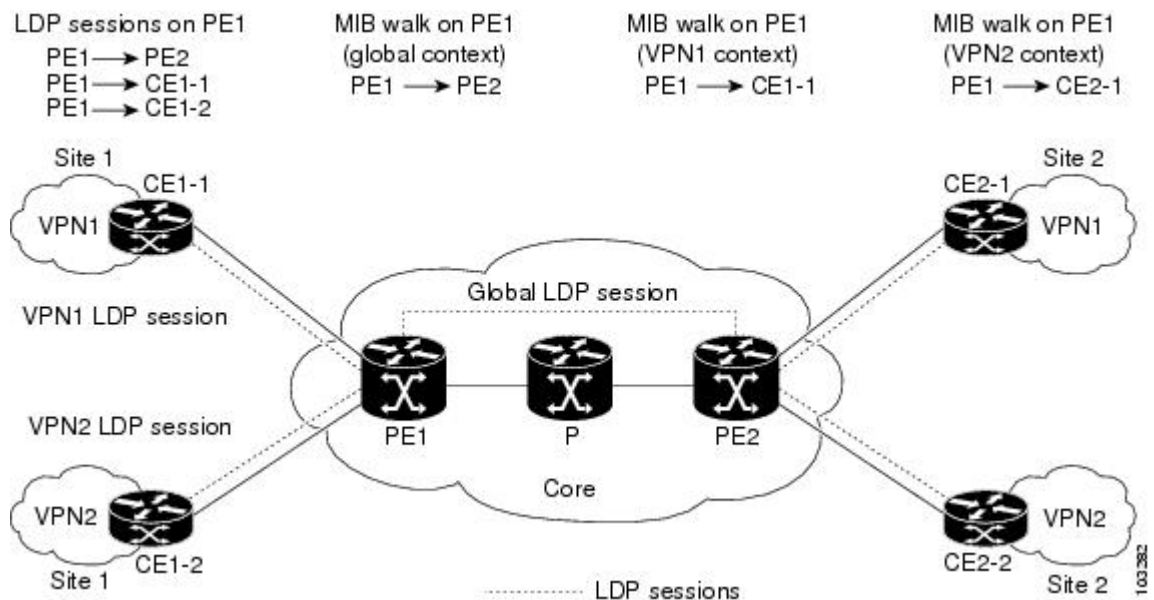 LDP sessions on PE1
PE1 → PE2
PE1 → CE1-1
PE1 → CE1-2
MIB walk on PE1
(global context)
PE1 → PE2
MIB walk on PE1
(VPN1 context)
PE1 → CE1-1
MIB walk on PE1
(VPN2 context)
PE1 → CE2-1
Site 1
CE1-1
VPN1
CE2-1
Site 2
VPN1
VPN1 LDP session
Global LDP session
VPN2 LDP session
PE1
P
PE2
Core
VPN2
CE1-2
Site 1
VPN2
CE2-2
Site 2
LDP sessions
103382